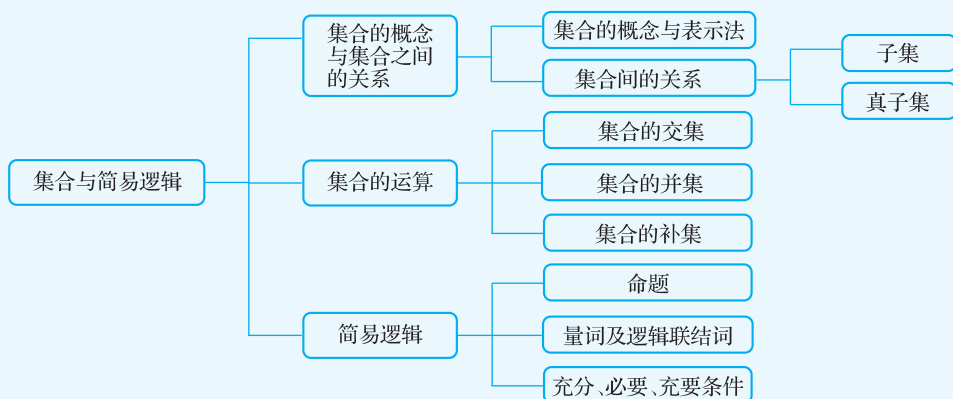 集合与简易逻辑
集合的概念
与集合之间
的关系
集合的概念与表示法
集合间的关系
子集
真子集
集合的运算
集合的交集
集合的并集
集合的补集
简易逻辑
命题
量词及逻辑联结词
充分、必要、充要条件